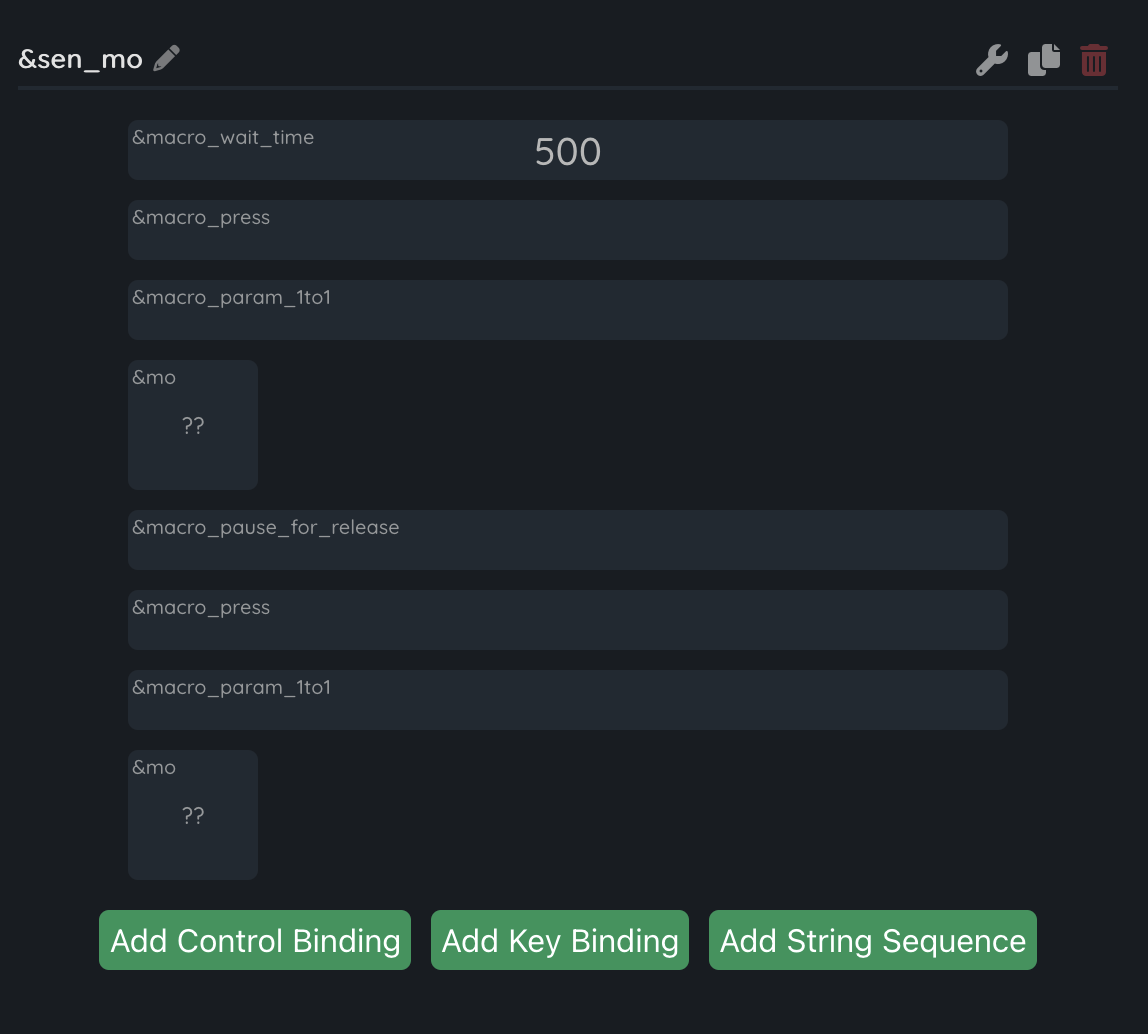 &sen_mo
&macro_wait_time
500
&macro_press
&macro_param_1to1
&mo
??
&macro_pause_for_release
&macro_press
&macro_param_1to1
&mo
??
Add Control Binding Add Key Binding Add String Sequence